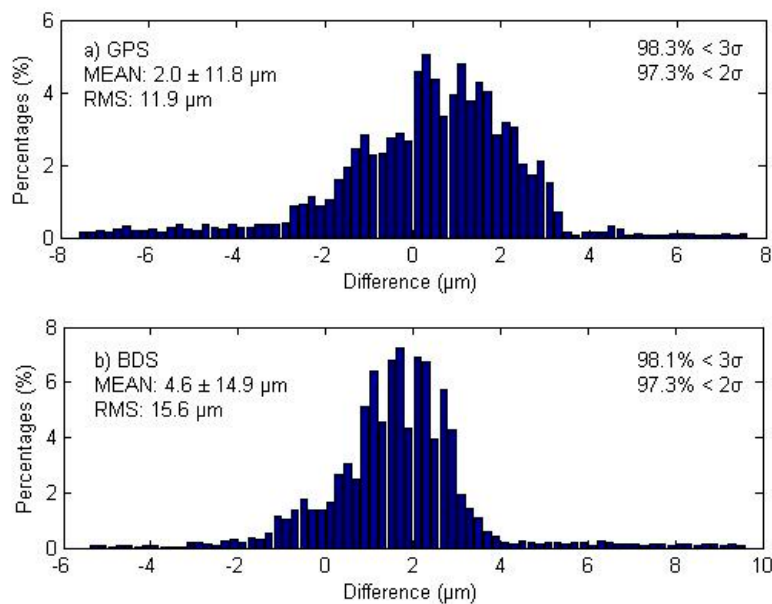 6
a) GPS
98.3% < 3σ
MEAN: 2.0 ± 11.8 µm
97.3% < 2σ
RMS: 11.9 µm
4
2
0
Percentages (%)
-8 -6 -4 -2 0 2 4 6 8
Difference (µm)
8
b) BDS
98.1% < 3σ
MEAN: 4.6 ± 14.9 µm
97.3% < 2σ
RMS: 15.6 µm
6
4
2
0
Percentages (%)
-6 -4 -2 0 2 4 6 8 10
Difference (µm)